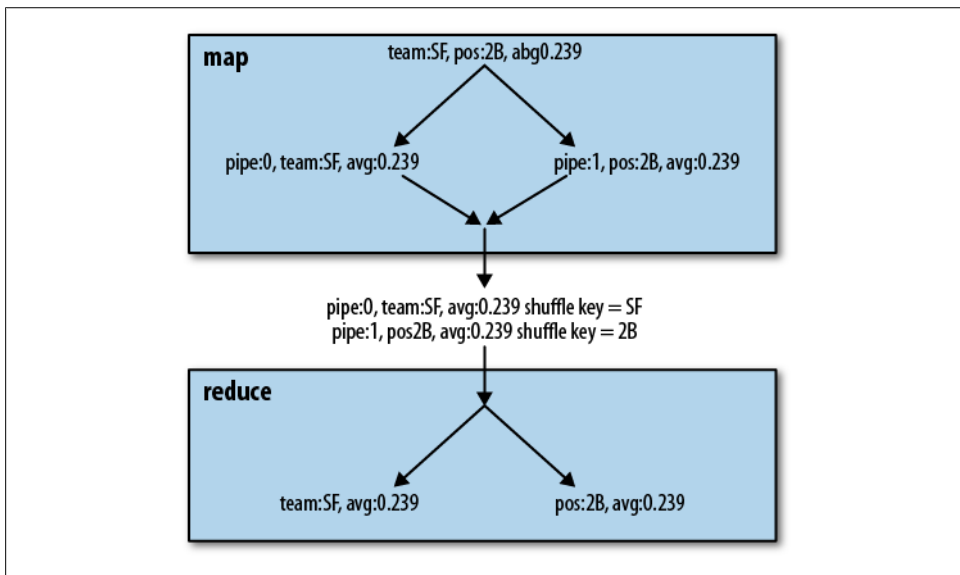 map
team:SF, pos:2B, abg0.239
pipe:0, team:SF, avg:0.239
pipe:1, pos:2B, avg:0.239
pipe:0, team:SF, avg:0.239 shuffle key = SF
pipe:1, pos2B, avg:0.239 shuffle key = 2B
reduce
team:SF, avg:0.239
pos:2B, avg:0.239